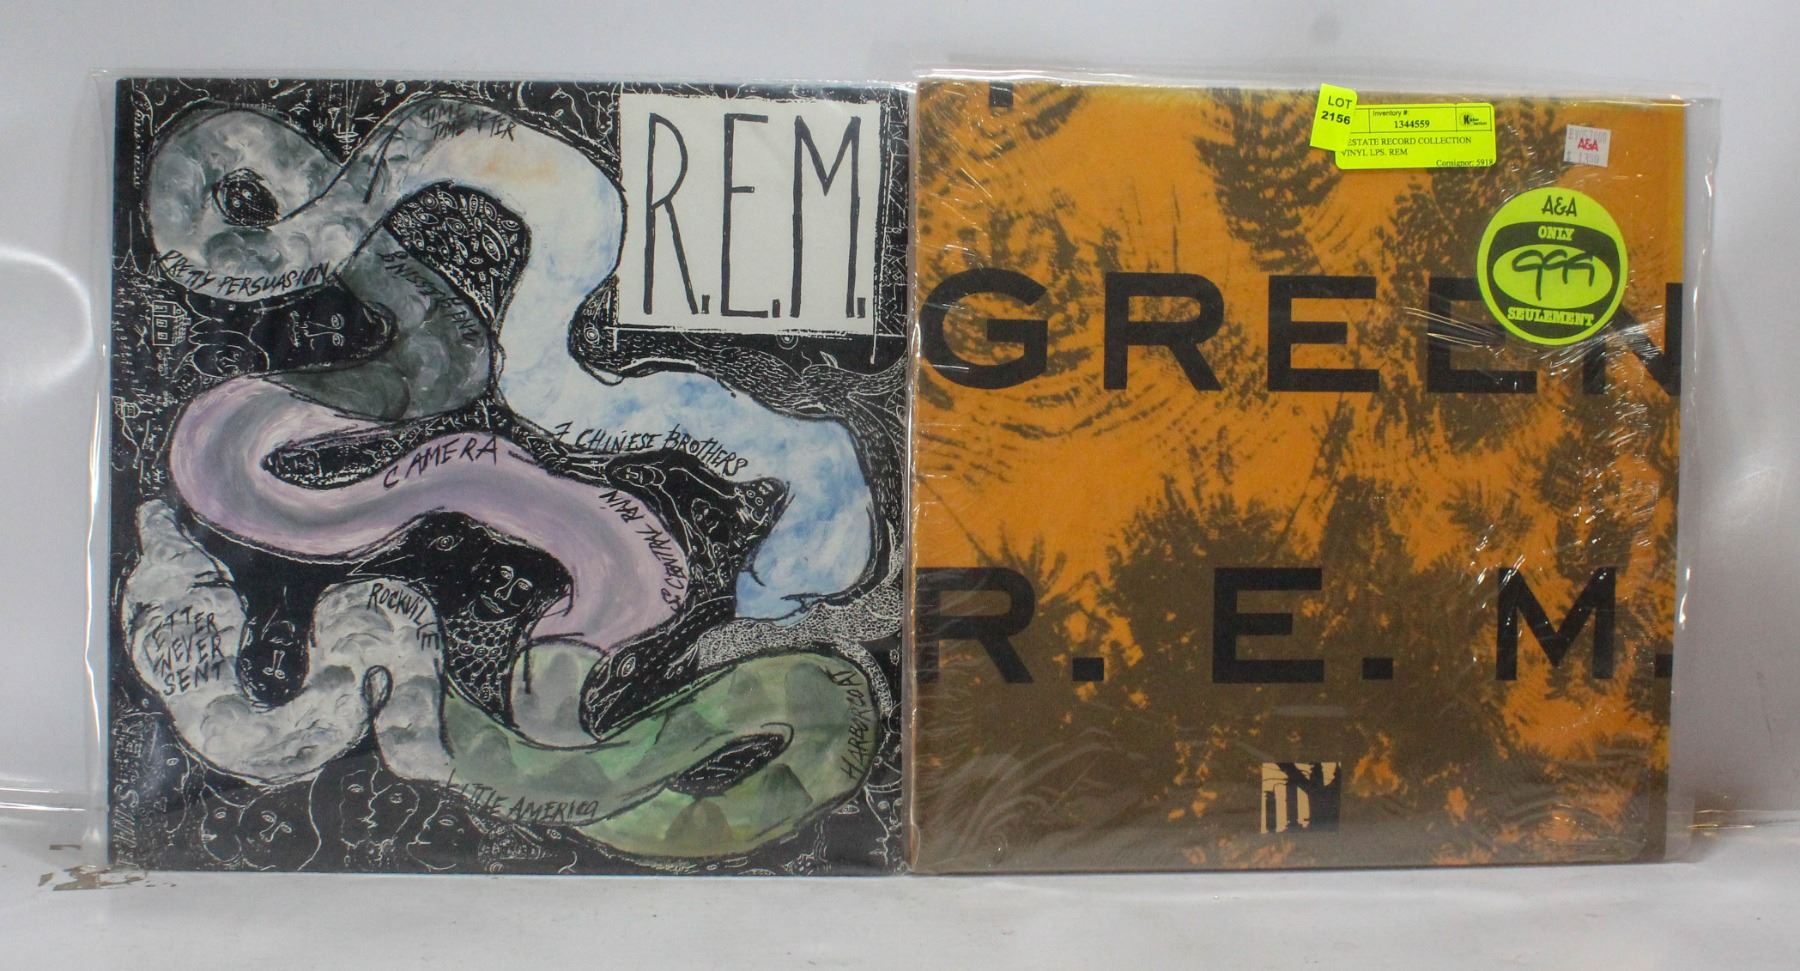 R.E.M.
TIME
TIME AFTER
PRETTY PERSUASION
CAMERA
7 CHINESE BROTHERS
SO. CENTRAL RAIN
ROCKVILLE
LETTER
NEVER
SENT
HARBORCOAT
LITTLE AMERICA
LOT
2156
Inventory #:
1344559
ESTATE RECORD COLLECTION
VINYL LPS. REM
Consignor: 5918
A&A
A&A
ONLY
999
SEULEMENT
GREEN
R.E.M.